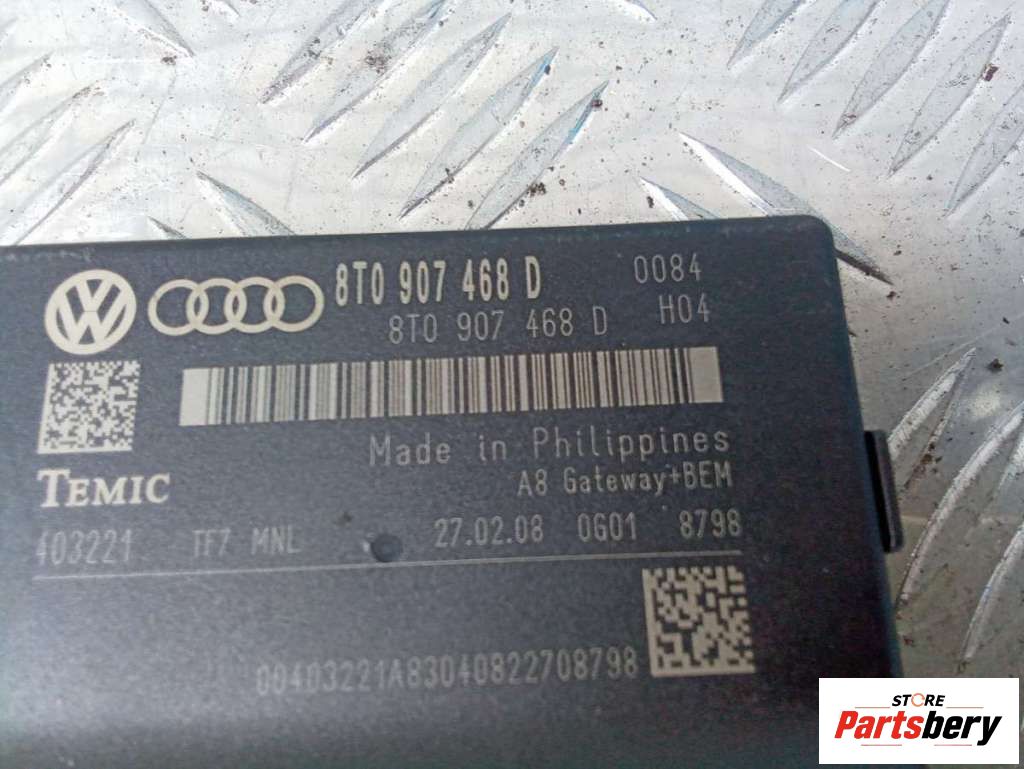 8T0 907 468 D 0084
8T0 907 468 D H04
Made in Philippines
TEMIC A8 Gateway+BEM
403221 TF7 MNL 27.02.08 0G01 8798
00403221A83040822708798
STORE
Partsbery